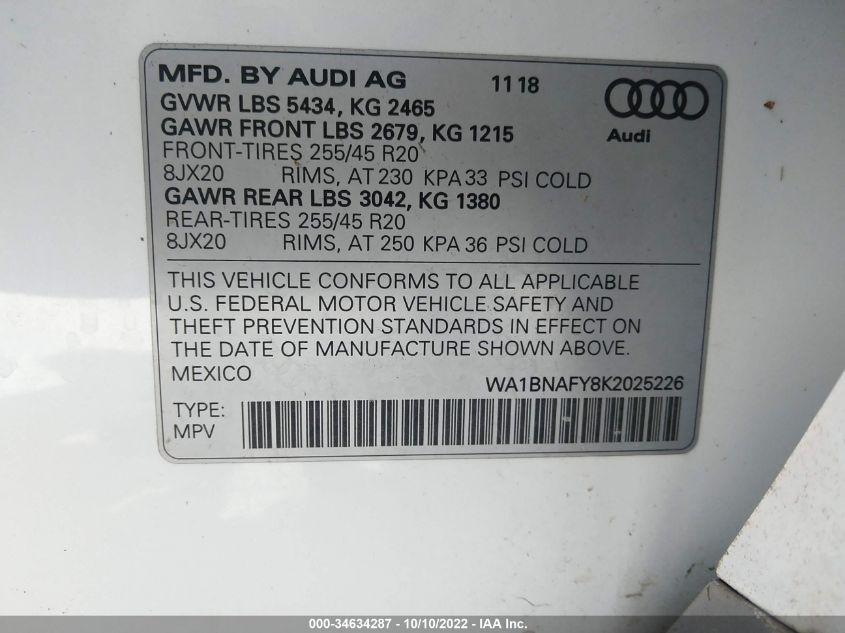 MFD. BY AUDI AG 11 18
GVWR LBS 5434, KG 2465
GAWR FRONT LBS 2679, KG 1215
Audi
FRONT-TIRES 255/45 R20
8JX20 RIMS, AT 230 KPA 33 PSI COLD
GAWR REAR LBS 3042, KG 1380
REAR-TIRES 255/45 R20
8JX20 RIMS, AT 250 KPA 36 PSI COLD
THIS VEHICLE CONFORMS TO ALL APPLICABLE
U.S. FEDERAL MOTOR VEHICLE SAFETY AND
THEFT PREVENTION STANDARDS IN EFFECT ON
THE DATE OF MANUFACTURE SHOWN ABOVE.
MEXICO WA1BNAFY8K2025226
TYPE:
MPV
000-34634287 - 10/10/2022 - IAA Inc.